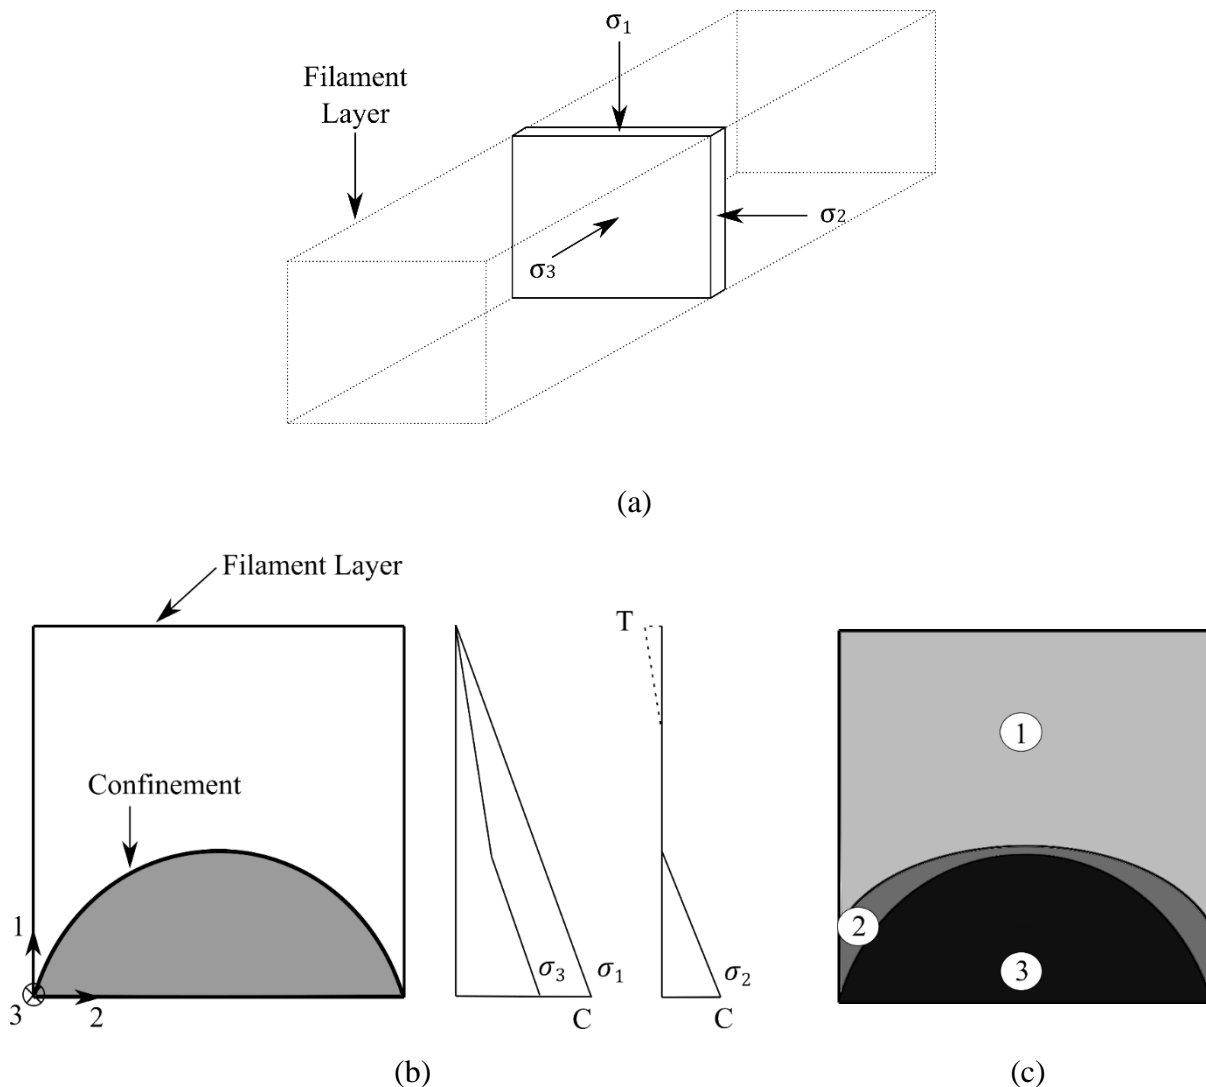 σ1
Filament
Layer
σ2
σ3
(a)
Filament Layer
T
Confinement
1
1
2
σ3
σ1
σ2
3
3
2
C
C
(b)
(c)